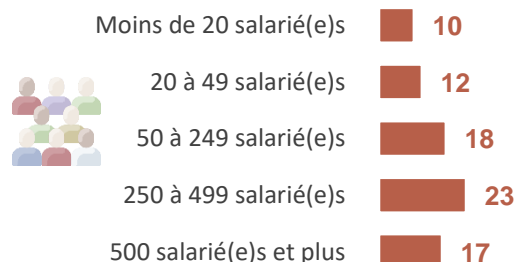 Moins de 20 salarié(e)s 10
20 à 49 salarié(e)s 12
50 à 249 salarié(e)s 18
250 à 499 salarié(e)s 23
500 salarié(e)s et plus 17